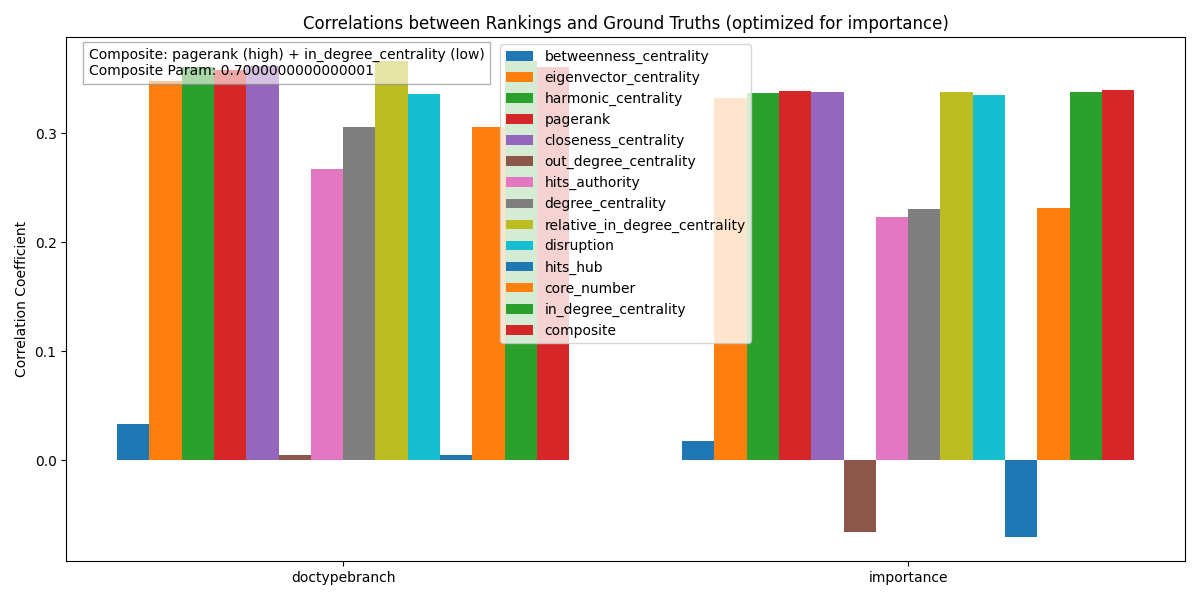 Correlations between Rankings and Ground Truths (optimized for importance)
Composite: pagerank (high) + in_degree_centrality (low)
Composite Param: 0.7000000000000001
betweenness_centrality
eigenvector_centrality
harmonic_centrality
pagerank
closeness_centrality
out_degree_centrality
hits_authority
degree_centrality
relative_in_degree_centrality
disruption
hits_hub
core_number
in_degree_centrality
composite
Correlation Coefficient
0.3
0.2
0.1
0.0
doctypebranch
importance